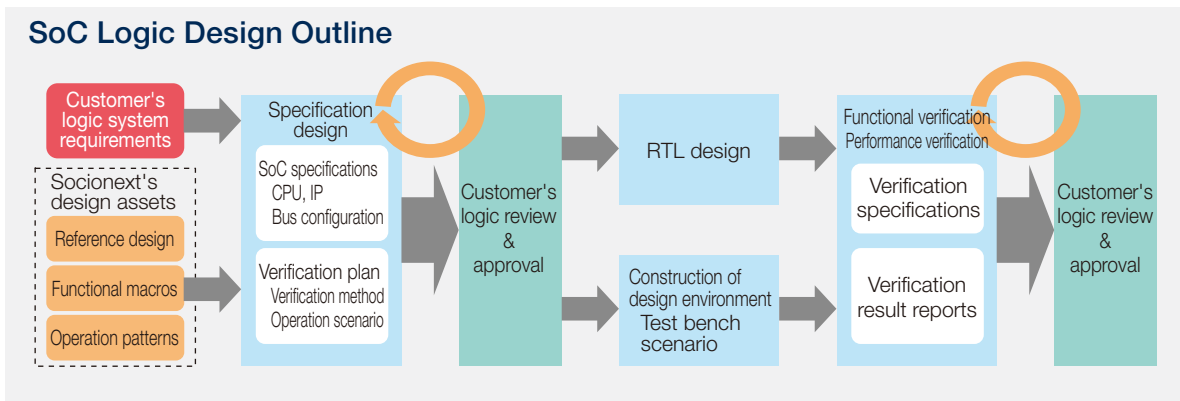 SoC Logic Design Outline
Customer's
logic system
requirements
Socionext's
design assets
Reference design
Functional macros
Operation patterns
Specification
design
SoC specifications
CPU, IP
Bus configuration
Verification plan
Verification method
Operation scenario
Customer's
logic review
&
approval
RTL design
Construction of
design environment
Test bench
scenario
Functional verification
Performance verification
Verification
specifications
Verification
result reports
Customer's
logic review
&
approval